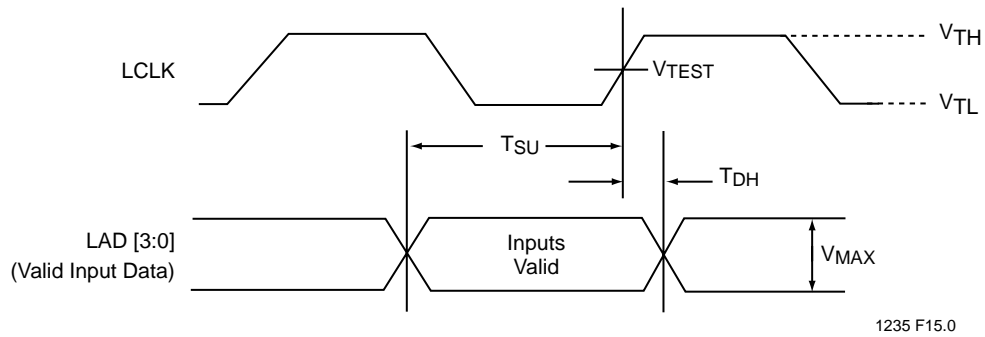 LCLK
VTEST
VTH
VTL
TSU
TDH
LAD [3:0]
(Valid Input Data)
Inputs
Valid
VMAX
1235 F15.0